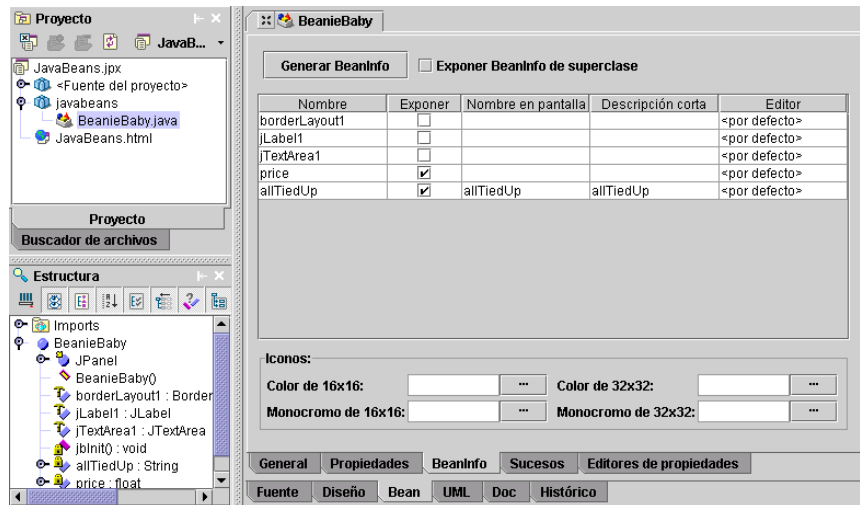 Proyecto
JavaB...
JavaBeans.jpx
<Fuente del proyecto>
javabeans
BeanieBaby.java
JavaBeans.html
Proyecto
Buscador de archivos
Estructura
Imports
BeanieBaby
JPanel
BeanieBaby()
borderLayout1 : Border
jLabel1 : JLabel
jTextArea1 : JTextArea
jbInit() : void
allTiedUp : String
price : float
BeanieBaby
Generar BeanInfo Exponer BeanInfo de superclase
Nombre Exponer Nombre en pantalla Descripción corta Editor
borderLayout1 <por defecto>
jLabel1 <por defecto>
jTextArea1 <por defecto>
price <por defecto>
allTiedUp allTiedUp allTiedUp <por defecto>
Iconos:
Color de 16x16: ... Color de 32x32: ...
Monocromo de 16x16: ... Monocromo de 32x32: ...
General Propiedades BeanInfo Sucesos Editores de propiedades
Fuente Diseño Bean UML Doc Histórico